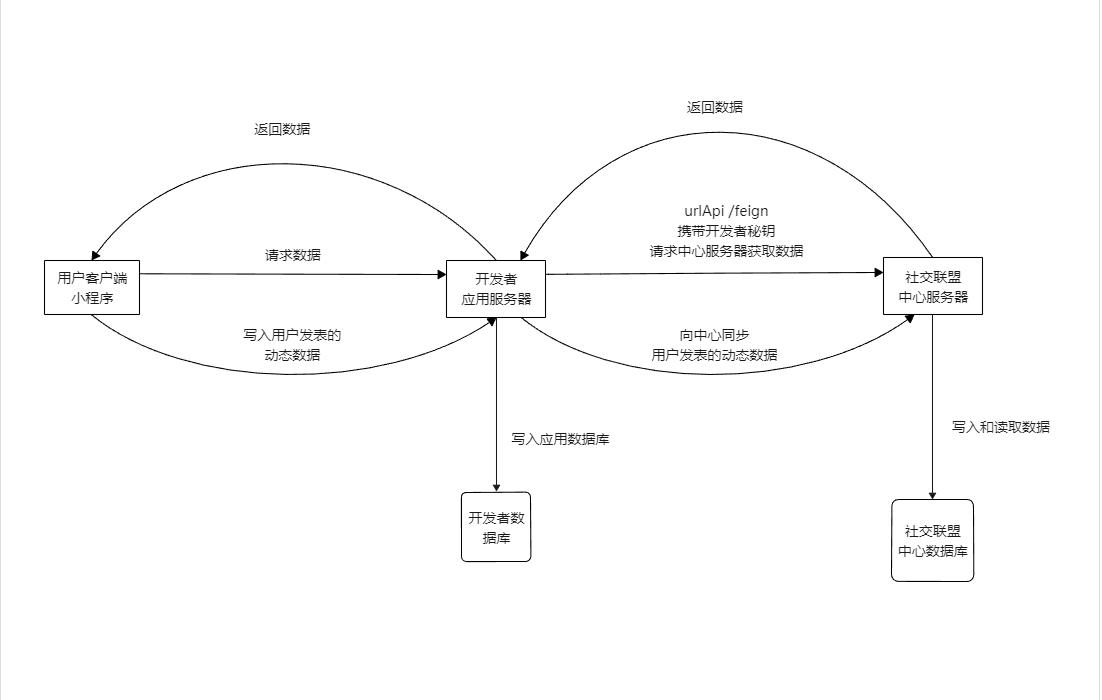 返回数据
返回数据
urlApi /feign
携带开发者秘钥
请求中心服务器获取数据
请求数据
用户客户端
小程序
开发者
应用服务器
社交联盟
中心服务器
写入用户发表的
动态数据
向中心同步
用户发表的动态数据
写入应用数据库
写入和读取数据
开发者数
据库
社交联盟
中心数据库